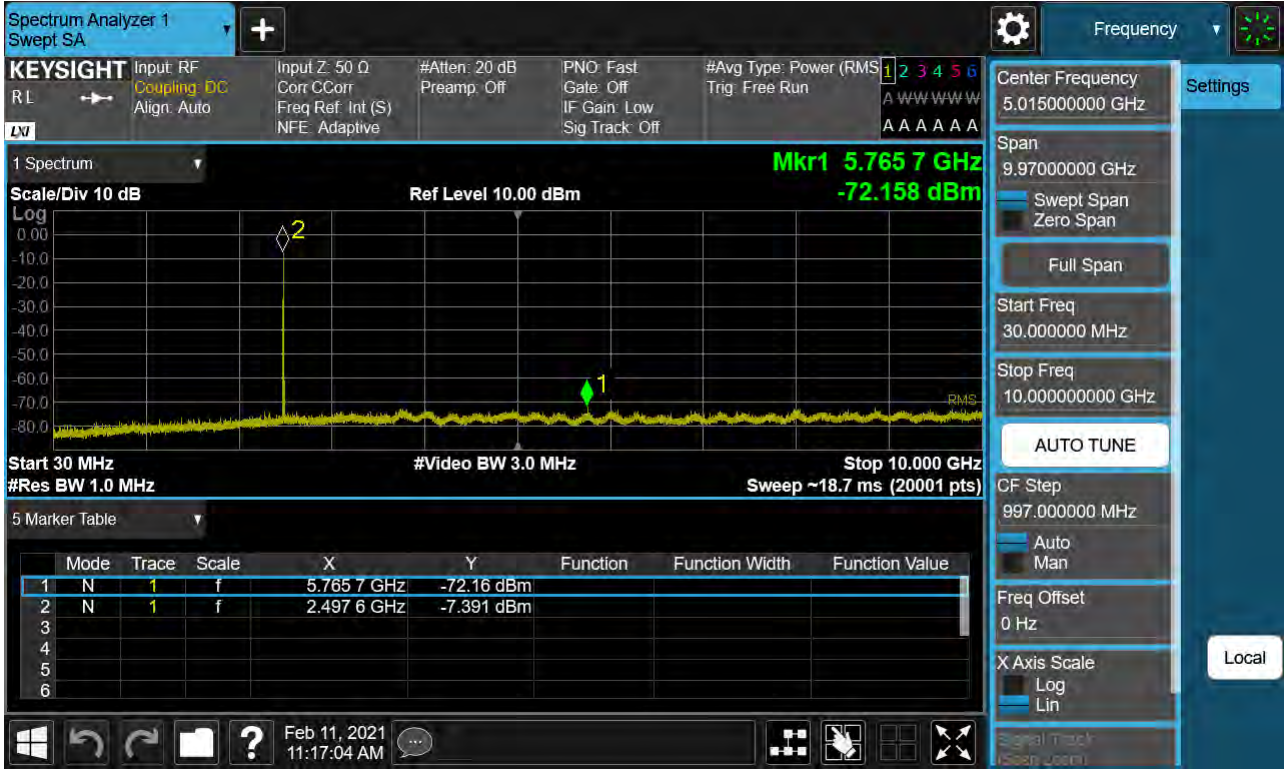 Spectrum Analyzer 1
Swept SA
+
Frequency
KEYSIGHT
RL
LXI
Input: RF
Coupling: DC
Align: Auto
Input Z: 50 Ω
Corr CCorr
Freq Ref: Int (S)
NFE: Adaptive
#Atten: 20 dB
Preamp: Off
PNO: Fast
Gate: Off
IF Gain: Low
Sig Track: Off
#Avg Type: Power (RMS
Trig: Free Run
1 2 3 4 5 6
A W W W W W
A A A A A A
1 Spectrum
Mkr1 5.765 7 GHz
Scale/Div 10 dB
Ref Level 10.00 dBm
-72.158 dBm
Log
0.00
-10.0
-20.0
-30.0
-40.0
-50.0
-60.0
-70.0
-80.0
2
1
RMS
Start 30 MHz
#Video BW 3.0 MHz
Stop 10.000 GHz
#Res BW 1.0 MHz
Sweep ~18.7 ms (20001 pts)
5 Marker Table
Mode Trace Scale X Y Function Function Width Function Value
1 N 1 f 5.765 7 GHz -72.16 dBm
2 N 1 f 2.497 6 GHz -7.391 dBm
3
4
5
6
Center Frequency
5.015000000 GHz
Span
9.97000000 GHz
Swept Span
Zero Span
Full Span
Start Freq
30.000000 MHz
Stop Freq
10.000000000 GHz
AUTO TUNE
CF Step
997.000000 MHz
Auto
Man
Freq Offset
0 Hz
X Axis Scale
Log
Lin
Signal Track
(Span Zoom)
Settings
Local
?
Feb 11, 2021
11:17:04 AM